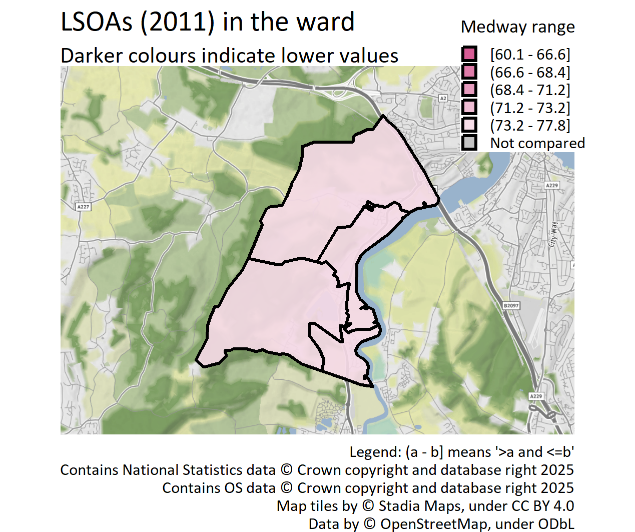 LSOAs (2011) in the ward
Darker colours indicate lower values
Medway range
[60.1 - 66.6]
(66.6 - 68.4]
(68.4 - 71.2]
(71.2 - 73.2]
(73.2 - 77.8]
Not compared
A2
A229
A227
City Way
B2097
A229
Legend: (a - b] means '>a and <=b'
Contains National Statistics data © Crown copyright and database right 2025
Contains OS data © Crown copyright and database right 2025
Map tiles by © Stadia Maps, under CC BY 4.0
Data by © OpenStreetMap, under ODbL